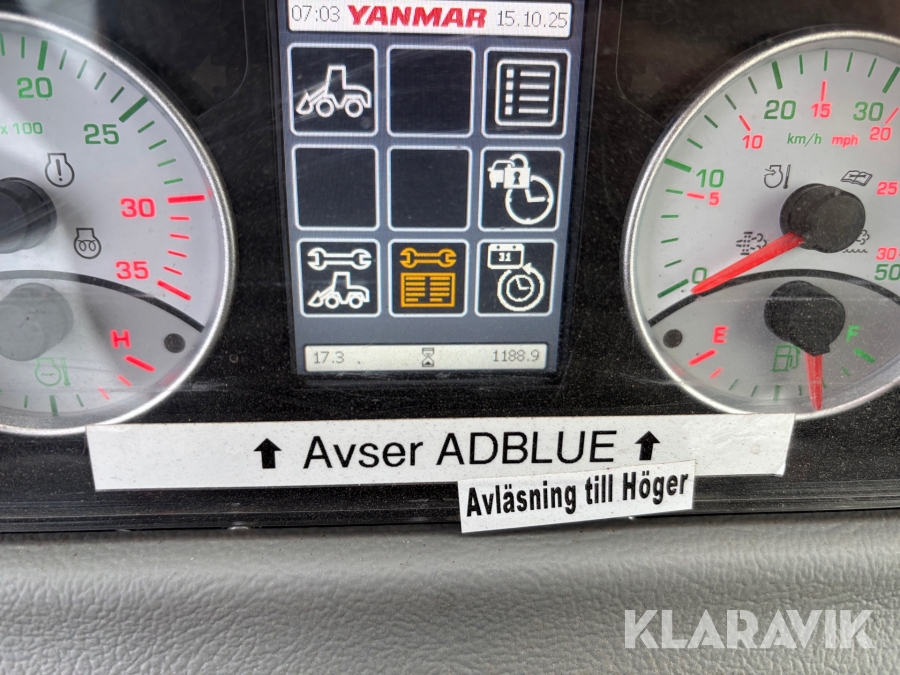 07:03 YANMAR 15.10.25
20
25
x 100
30
35
H
31
17.3 . 1188.9
15
20
30
10
20
km/h mph
10
5
25
0
30
50
E
F
↑ Avser ADBLUE ↑
Avläsning till Höger
KLARAVIK